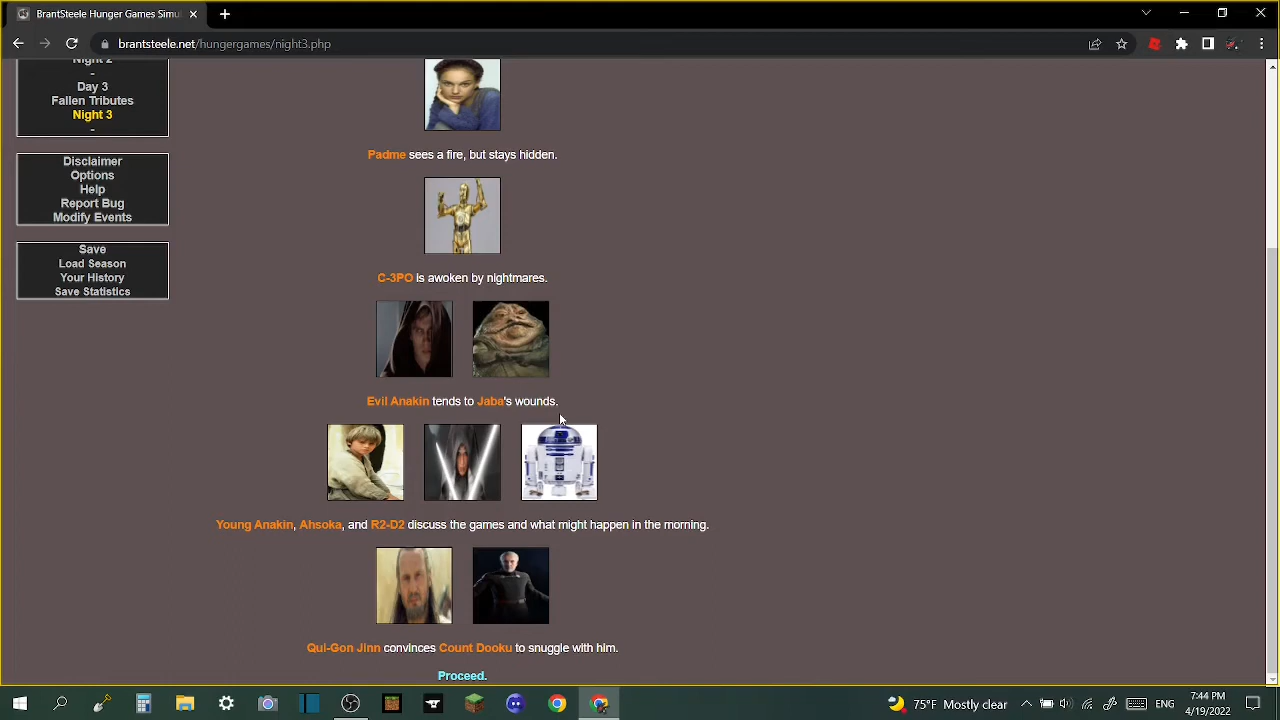 BrantSteele Hunger Games Simul
brantsteele.net/hungergames/night3.php
Night 2
-
Day 3
Fallen Tributes
Night 3
-
Disclaimer
Options
Help
Report Bug
Modify Events
Save
Load Season
Your History
Save Statistics
Padme sees a fire, but stays hidden.
C-3PO is awoken by nightmares.
Evil Anakin tends to Jaba's wounds.
Young Anakin, Ahsoka, and R2-D2 discuss the games and what might happen in the morning.
Qui-Gon Jinn convinces Count Dooku to snuggle with him.
Proceed.
75°F Mostly clear
ENG
7:44 PM
4/19/2022